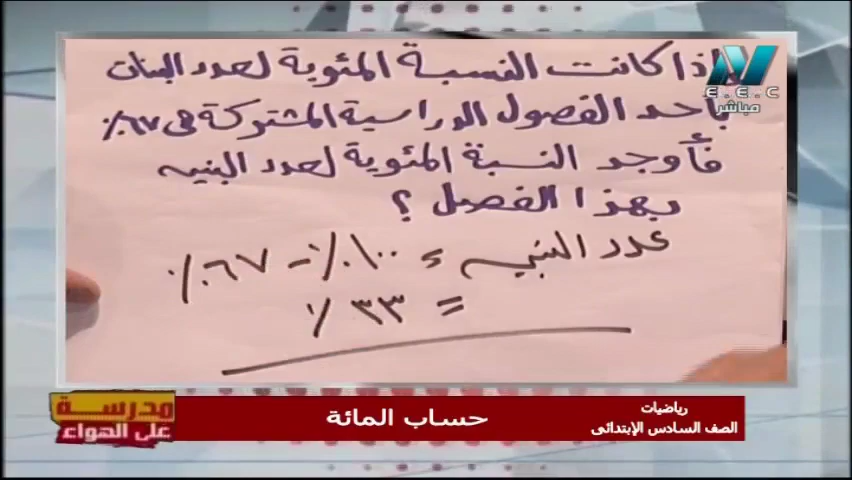 إذا كانت النسبة المئوية لعدد البنات
بأحد الفصول الدراسية المشتركة هى ٦٧٪
فأوجد النسبة المئوية لعدد البنين
بهذا الفصل ؟
عدد البنين = ١٠٠٪ - ٦٧٪
= ٣٣ ٪
E.E.C
مباشر
مدرسة
على الهواء
حساب المائة
رياضيات
الصف السادس الإبتدائى